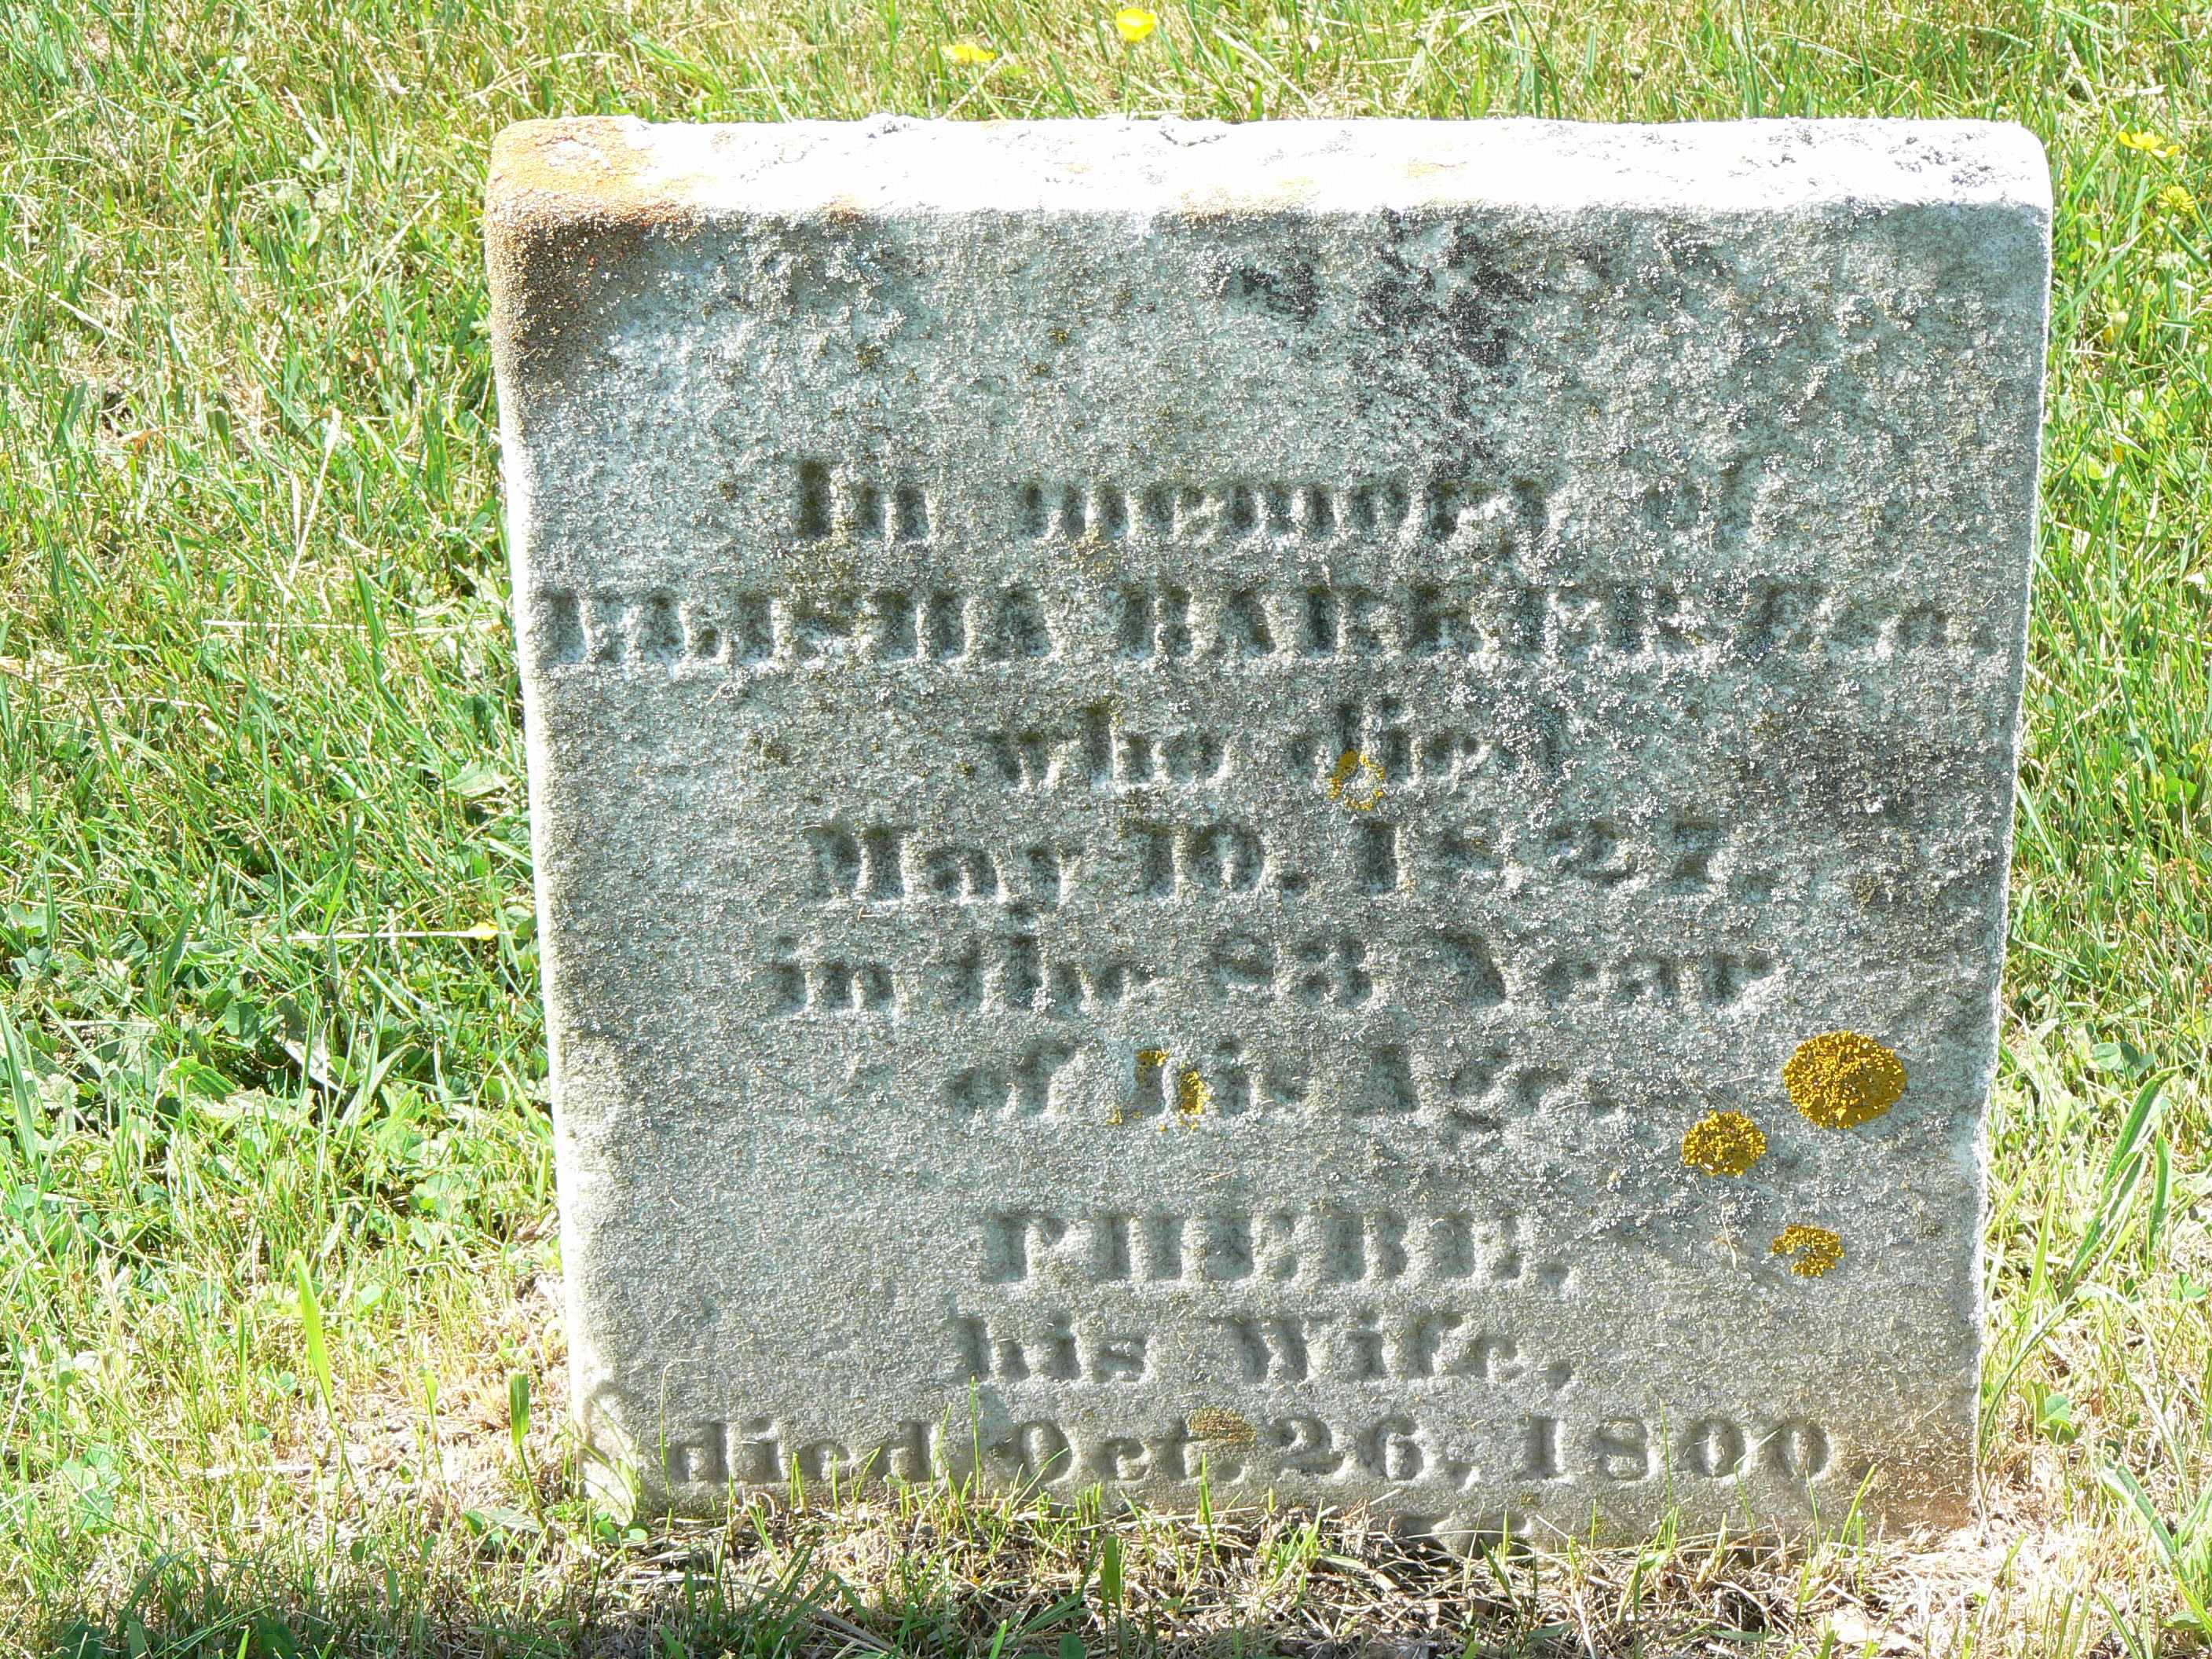 In memory of
ELISHA BARKER Esq.
who died
May 10, 1827,
in the 83 Year
of his Age.
PHEBE,
his Wife,
died Oct. 26, 1800